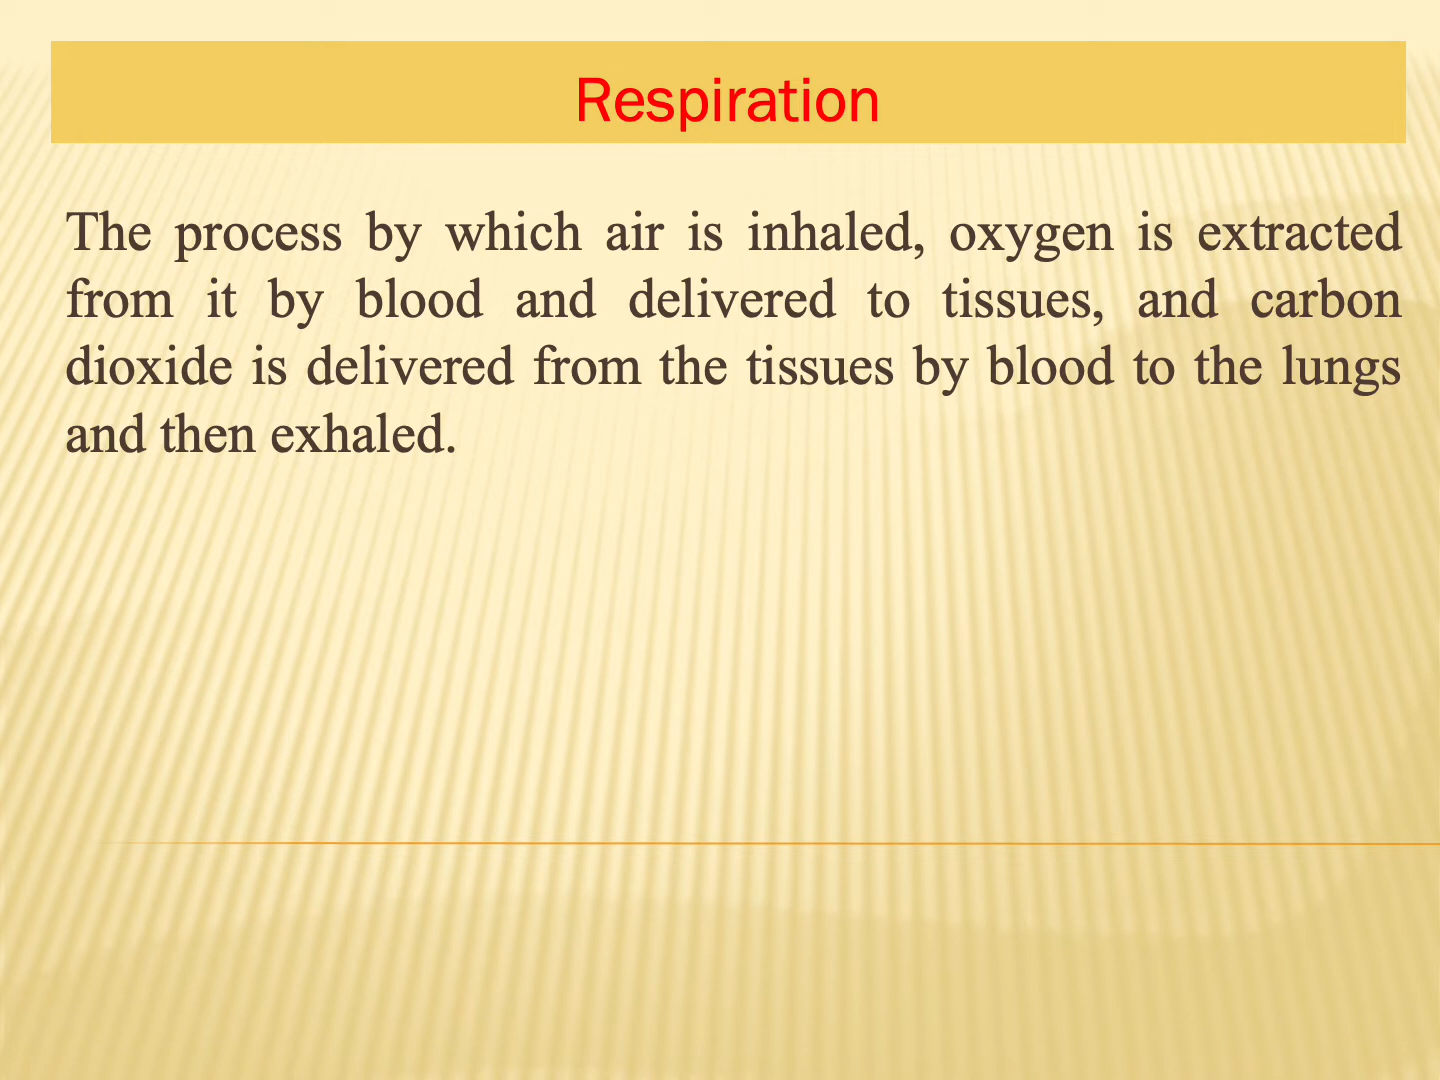 Respiration
The process by which air is inhaled, oxygen is extracted
from it by blood and delivered to tissues, and carbon
dioxide is delivered from the tissues by blood to the lungs
and then exhaled.